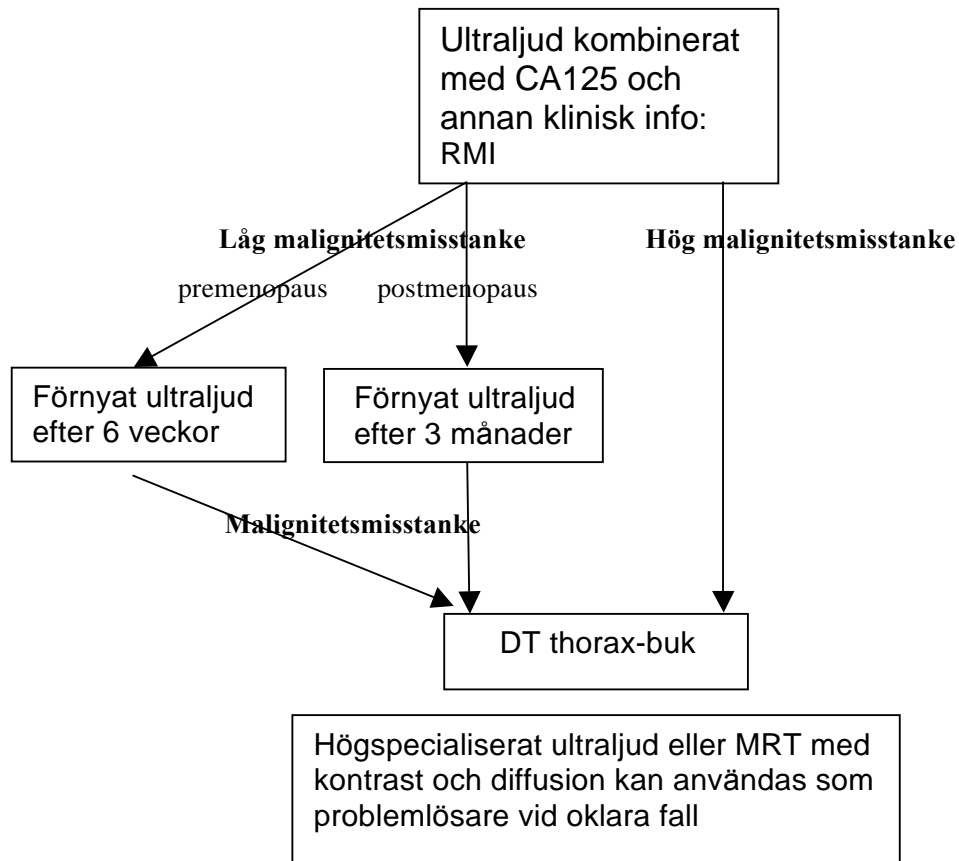 Ultraljud kombinerat
med CA125 och
annan klinisk info:
RMI
Låg malignitetsmisstanke
Hög malignitetsmisstanke
premenopaus
postmenopaus
Förnyat ultraljud
efter 6 veckor
Förnyat ultraljud
efter 3 månader
Malignitetsmisstanke
DT thorax-buk
Högspecialiserat ultraljud eller MRT med
kontrast och diffusion kan användas som
problemlösare vid oklara fall